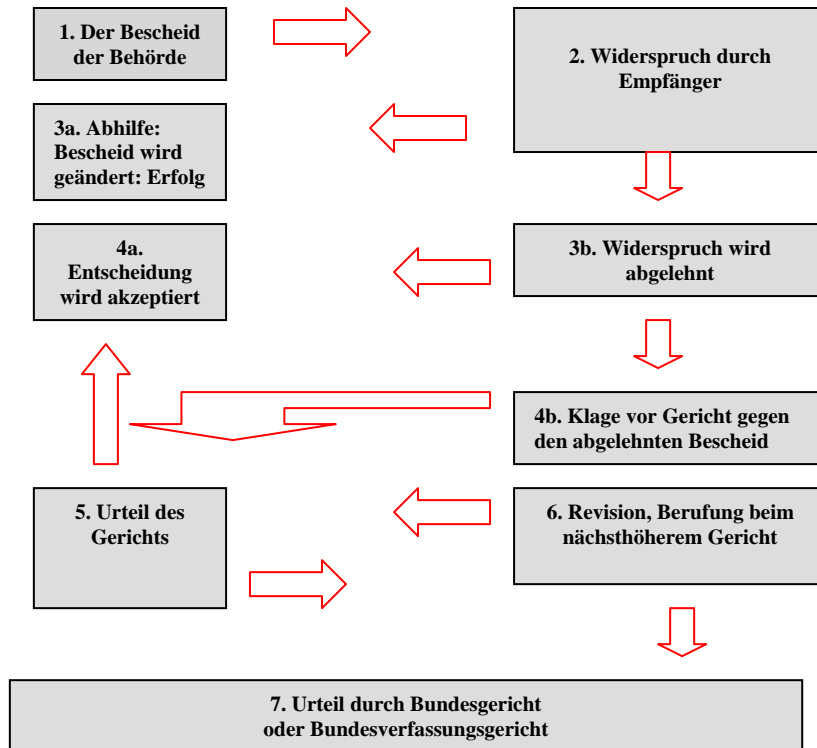 1. Der Bescheid
der Behörde
2. Widerspruch durch
Empfänger
3a. Abhilfe:
Bescheid wird
geändert: Erfolg
4a.
Entscheidung
wird akzeptiert
3b. Widerspruch wird
abgelehnt
4b. Klage vor Gericht gegen
den abgelehnten Bescheid
5. Urteil des
Gerichts
6. Revision, Berufung beim
nächsthöherem Gericht
7. Urteil durch Bundesgericht
oder Bundesverfassungsgericht